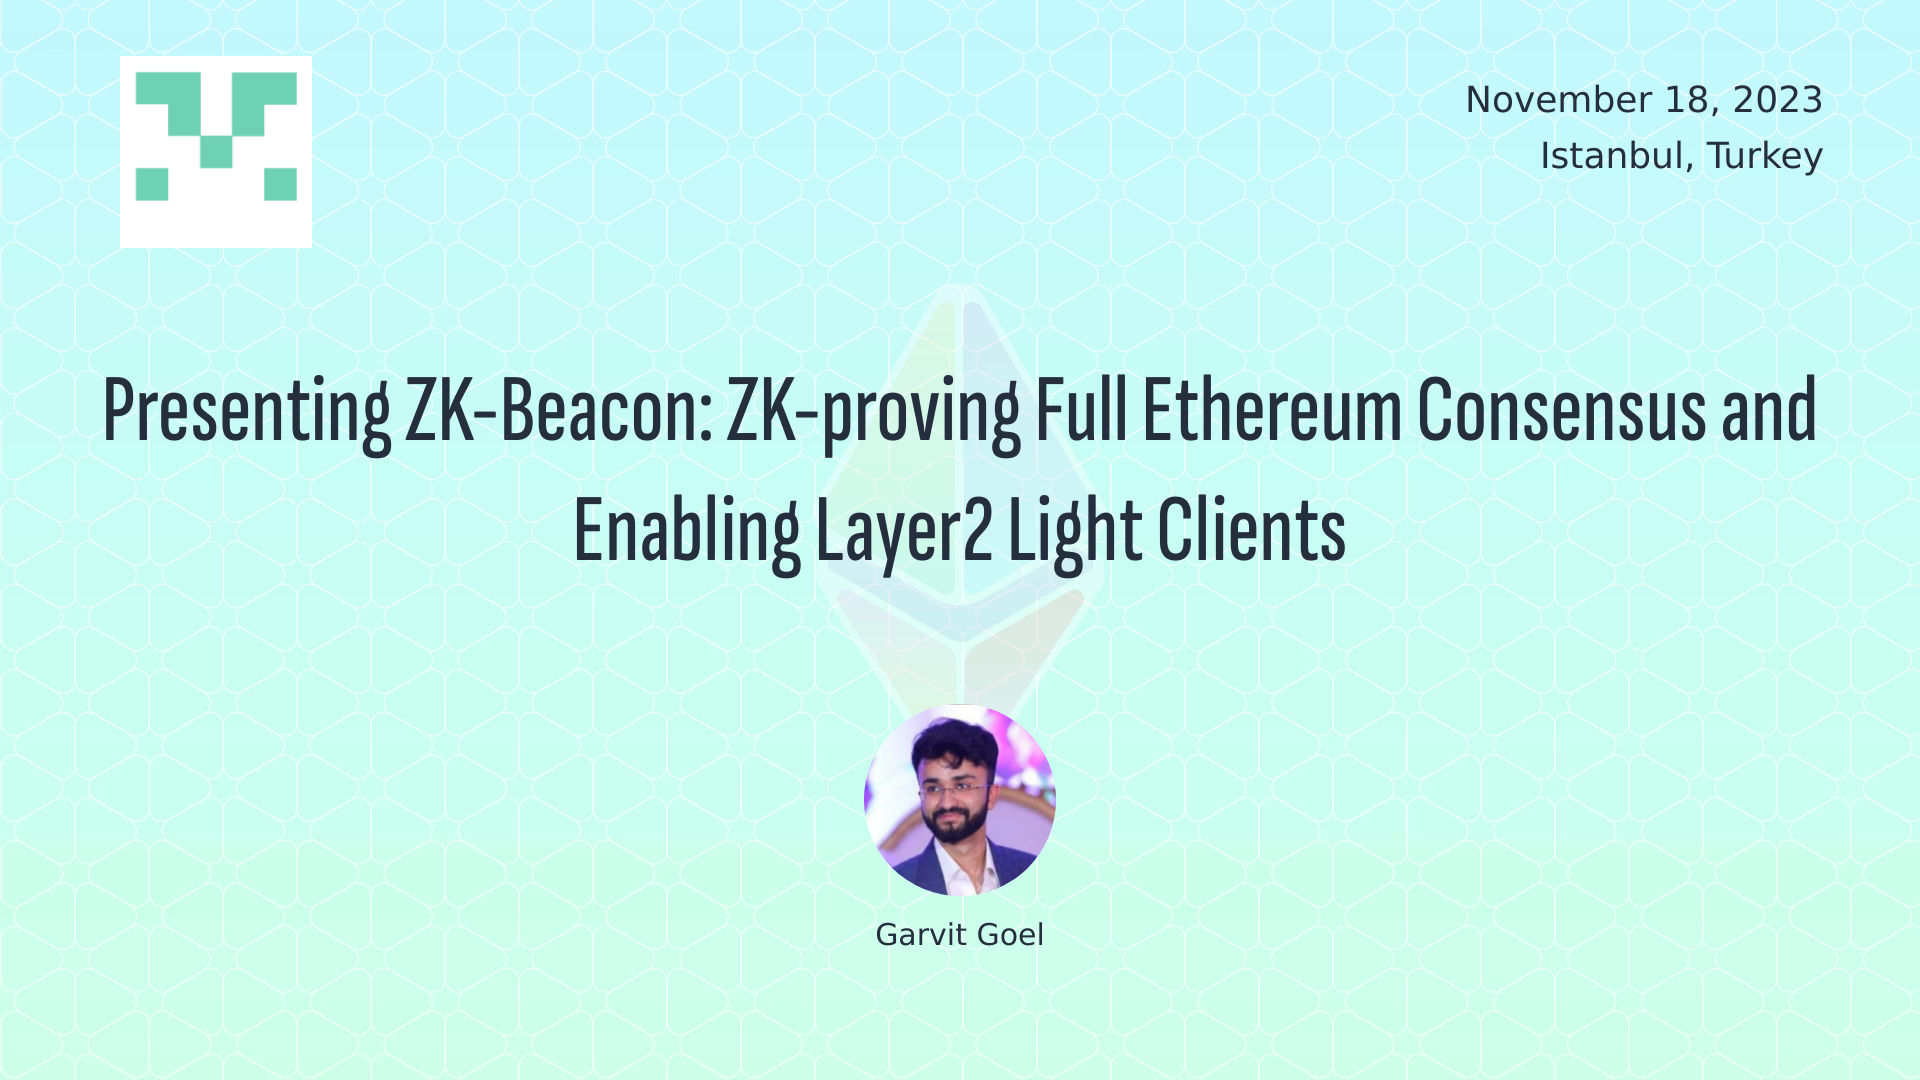 November 18, 2023
Istanbul, Turkey
Presenting ZK-Beacon: ZK-proving Full Ethereum Consensus and
Enabling Layer2 Light Clients
Garvit Goel